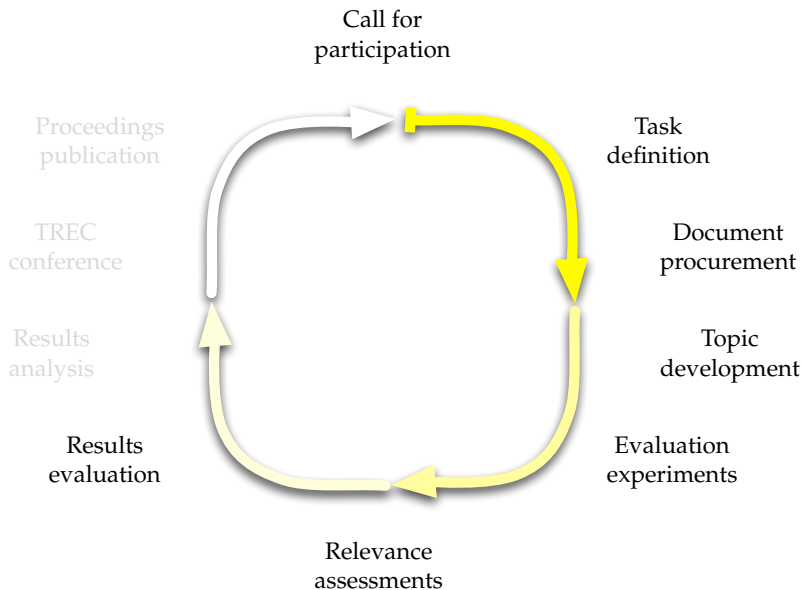 Call for
participation
Proceedings
publication
Task
definition
TREC
conference
Document
procurement
Results
analysis
Topic
development
Results
evaluation
Evaluation
experiments
Relevance
assessments